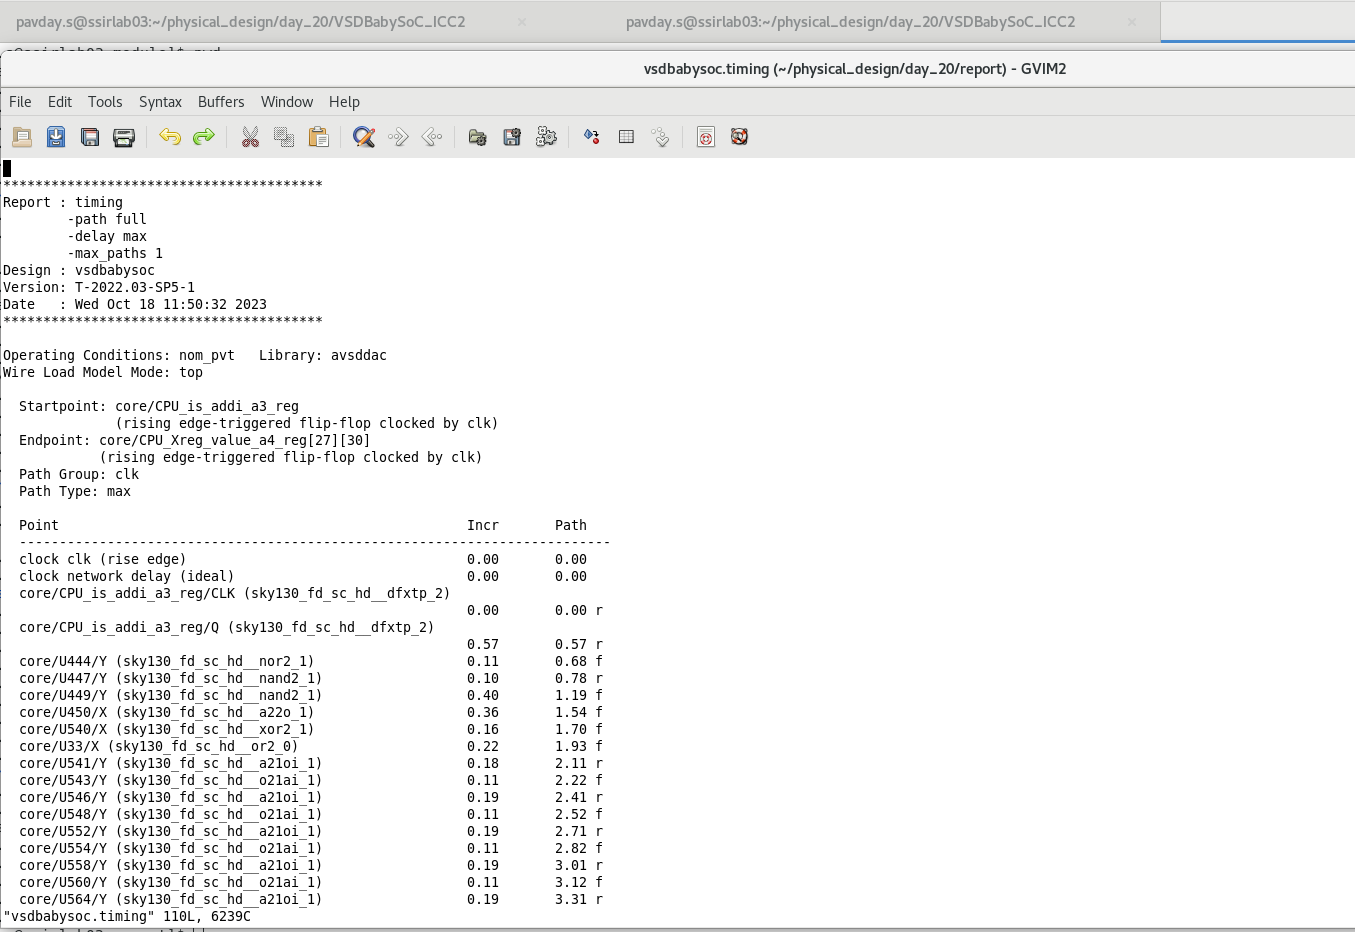 pavday.s@ssirlab03:~/physical_design/day_20/VSDBabySoC_ICC2 × pavday.s@ssirlab03:~/physical_design/day_20/VSDBabySoC_ICC2 ×
vsdbabysoc.timing (~/physical_design/day_20/report) - GVIM2
File Edit Tools Syntax Buffers Window Help
****************************************
Report : timing
-path full
-delay max
-max_paths 1
Design : vsdbabysoc
Version: T-2022.03-SP5-1
Date : Wed Oct 18 11:50:32 2023
****************************************
Operating Conditions: nom_pvt Library: avsddac
Wire Load Model Mode: top
Startpoint: core/CPU_is_addi_a3_reg
(rising edge-triggered flip-flop clocked by clk)
Endpoint: core/CPU_Xreg_value_a4_reg[27][30]
(rising edge-triggered flip-flop clocked by clk)
Path Group: clk
Path Type: max
Point Incr Path
--------------------------------------------------------------------------
clock clk (rise edge) 0.00 0.00
clock network delay (ideal) 0.00 0.00
core/CPU_is_addi_a3_reg/CLK (sky130_fd_sc_hd__dfxtp_2)
0.00 0.00 r
core/CPU_is_addi_a3_reg/Q (sky130_fd_sc_hd__dfxtp_2)
0.57 0.57 r
core/U444/Y (sky130_fd_sc_hd__nor2_1) 0.11 0.68 f
core/U447/Y (sky130_fd_sc_hd__nand2_1) 0.10 0.78 r
core/U449/Y (sky130_fd_sc_hd__nand2_1) 0.40 1.19 f
core/U450/X (sky130_fd_sc_hd__a22o_1) 0.36 1.54 f
core/U540/X (sky130_fd_sc_hd__xor2_1) 0.16 1.70 f
core/U33/X (sky130_fd_sc_hd__or2_0) 0.22 1.93 f
core/U541/Y (sky130_fd_sc_hd__a21oi_1) 0.18 2.11 r
core/U543/Y (sky130_fd_sc_hd__o21ai_1) 0.11 2.22 f
core/U546/Y (sky130_fd_sc_hd__a21oi_1) 0.19 2.41 r
core/U548/Y (sky130_fd_sc_hd__o21ai_1) 0.11 2.52 f
core/U552/Y (sky130_fd_sc_hd__a21oi_1) 0.19 2.71 r
core/U554/Y (sky130_fd_sc_hd__o21ai_1) 0.11 2.82 f
core/U558/Y (sky130_fd_sc_hd__a21oi_1) 0.19 3.01 r
core/U560/Y (sky130_fd_sc_hd__o21ai_1) 0.11 3.12 f
core/U564/Y (sky130_fd_sc_hd__a21oi_1) 0.19 3.31 r
"vsdbabysoc.timing" 110L, 6239C